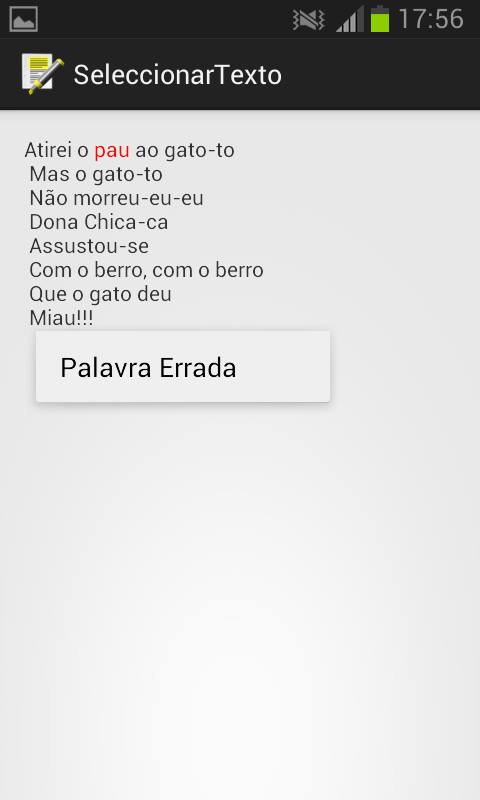 17:56
SeleccionarTexto
Atirei o pau ao gato-to
Mas o gato-to
Não morreu-eu-eu
Dona Chica-ca
Assustou-se
Com o berro, com o berro
Que o gato deu
Miau!!!
Palavra Errada